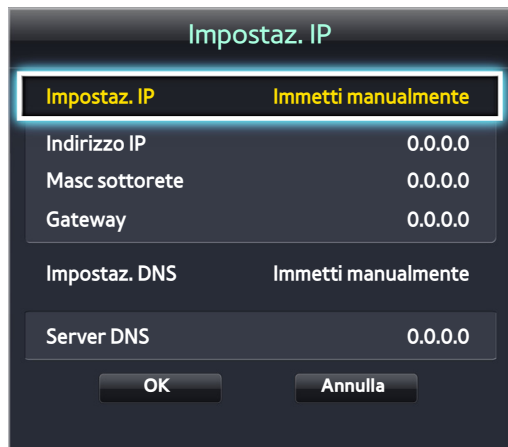 Impostaz. IP
Impostaz. IP Immetti manualmente
Indirizzo IP 0.0.0.0
Masc sottorete 0.0.0.0
Gateway 0.0.0.0
Impostaz. DNS Immetti manualmente
Server DNS 0.0.0.0
OK Annulla